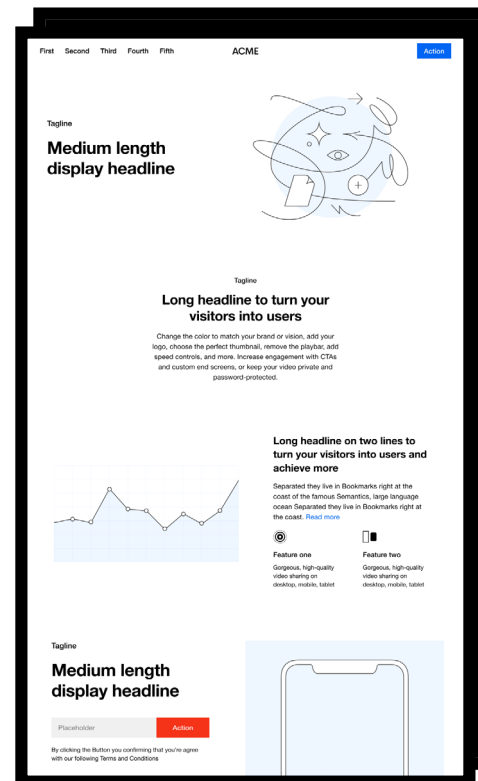 First Second Third Fourth Fifth ACME Action
Tagline
Medium length
display headline
Tagline
Long headline to turn your
visitors into users
Change the color to match your brand or vision, add your
logo, choose the perfect thumbnail, remove the playbar, add
speed controls, and more. Increase engagement with CTAs
and custom end screens, or keep your video private and
password-protected.
Long headline on two lines to
turn your visitors into users and
achieve more
Separated they live in Bookmarks right at the
coast of the famous Semantics, large language
ocean Separated they live in Bookmarks right at
the coast. Read more
Feature one
Gorgeous, high-quality
video sharing on
desktop, mobile, tablet
Feature two
Gorgeous, high-quality
video sharing on
desktop, mobile, tablet
Tagline
Medium length
display headline
Placeholder Action
By clicking the Button you confirming that you're agree
with our following Terms and Conditions